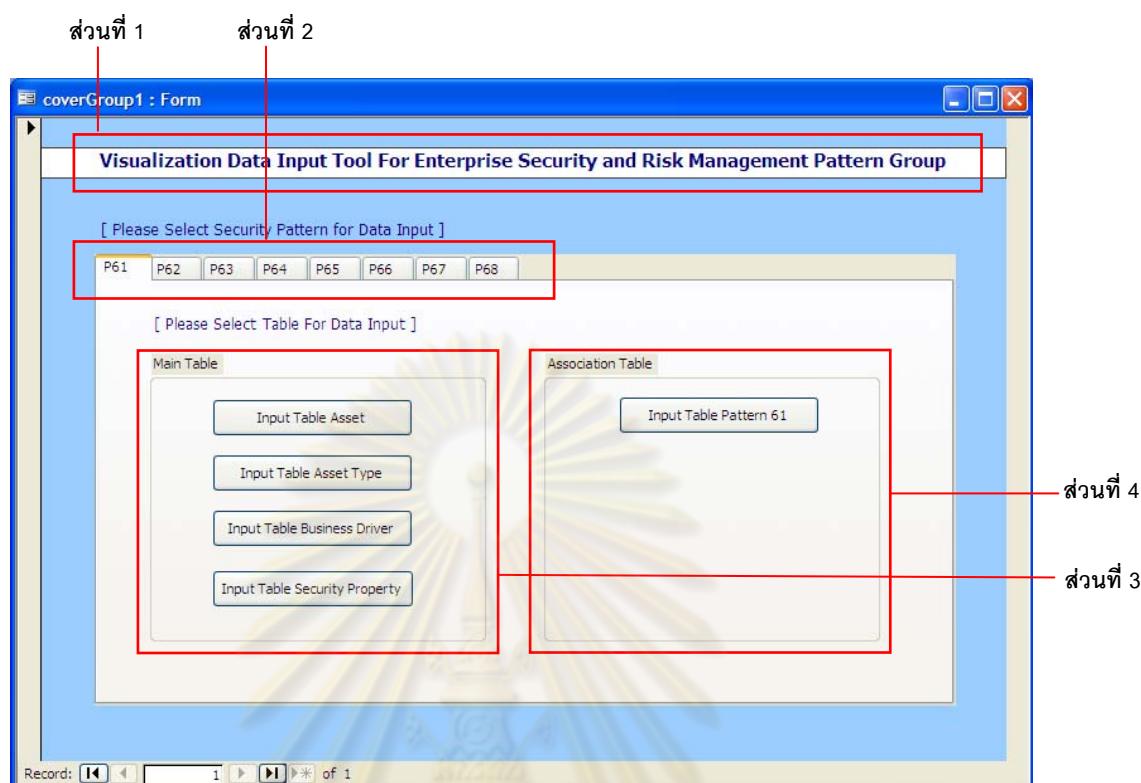 ส่วนที่ 1
ส่วนที่ 2
coverGroup1 : Form
Visualization Data Input Tool For Enterprise Security and Risk Management Pattern Group
[ Please Select Security Pattern for Data Input ]
P61 P62 P63 P64 P65 P66 P67 P68
[ Please Select Table For Data Input ]
Main Table
Association Table
Input Table Asset
Input Table Pattern 61
Input Table Asset Type
ส่วนที่ 4
Input Table Business Driver
Input Table Security Property
ส่วนที่ 3
Record: 1 of 1